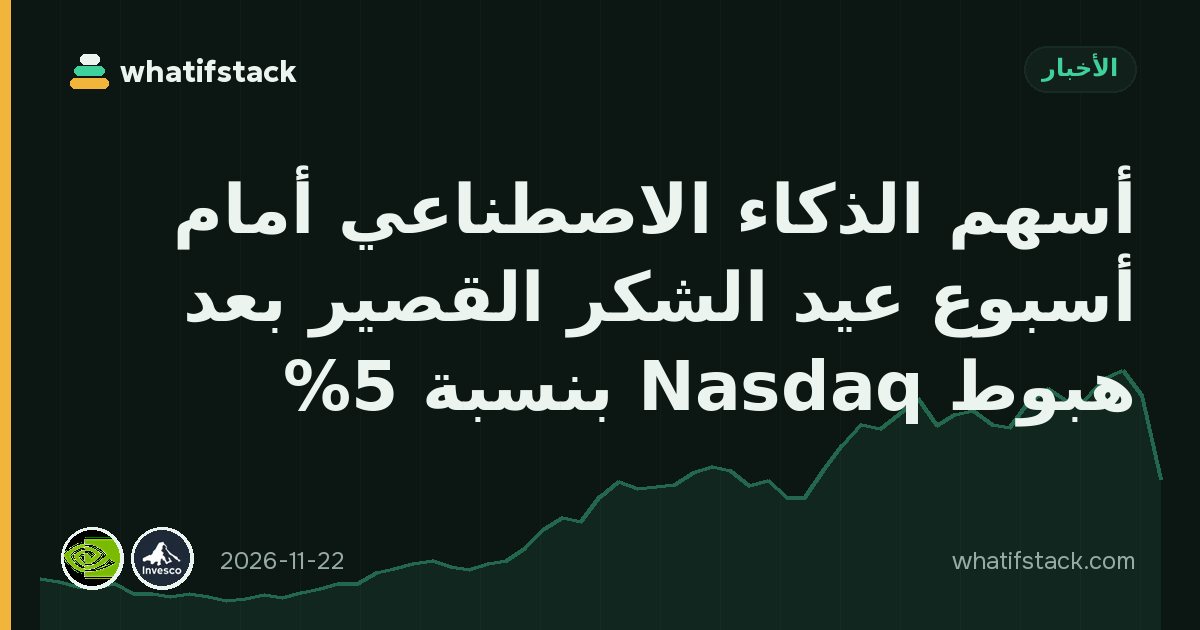 whatifstack
الأخبار
أسهم الذكاء الاصطناعي أمام
أسبوع عيد الشكر القصير بعد
هبوط Nasdaq بنسبة 5%
Invesco
2026-11-22
whatifstack.com